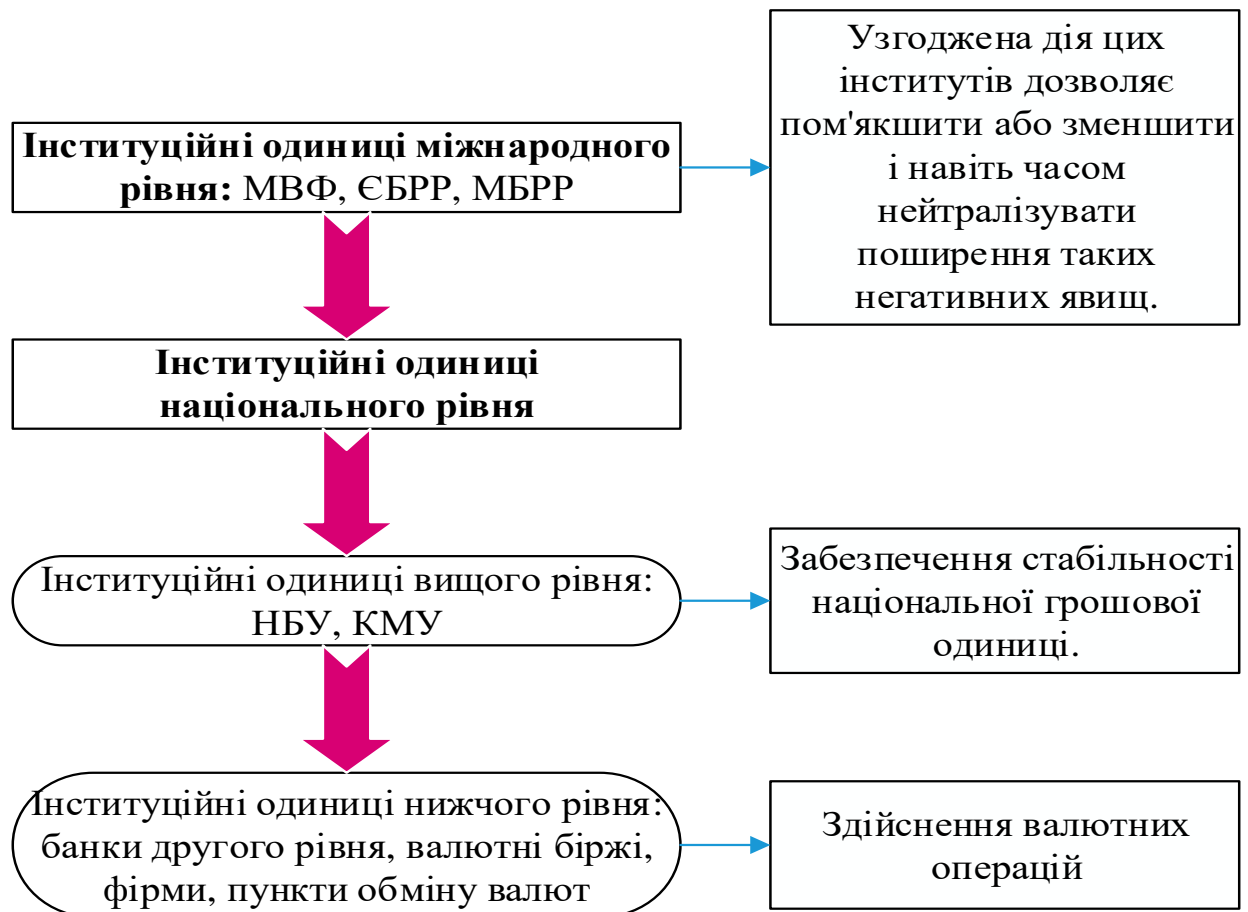 Узгоджена дія цих
інститутів дозволяє
пом'якшити або зменшити
і навіть часом
нейтралізувати
поширення таких
негативних явищ.
Інституційні одиниці міжнародного
рівня: МВФ, ЄБРР, МБРР
Інституційні одиниці
національного рівня
Інституційні одиниці вищого рівня:
НБУ, КМУ
Забезпечення стабільності
національної грошової
одиниці.
Інституційні одиниці нижчого рівня:
банки другого рівня, валютні біржі,
фірми, пункти обміну валют
Здійснення валютних
операцій